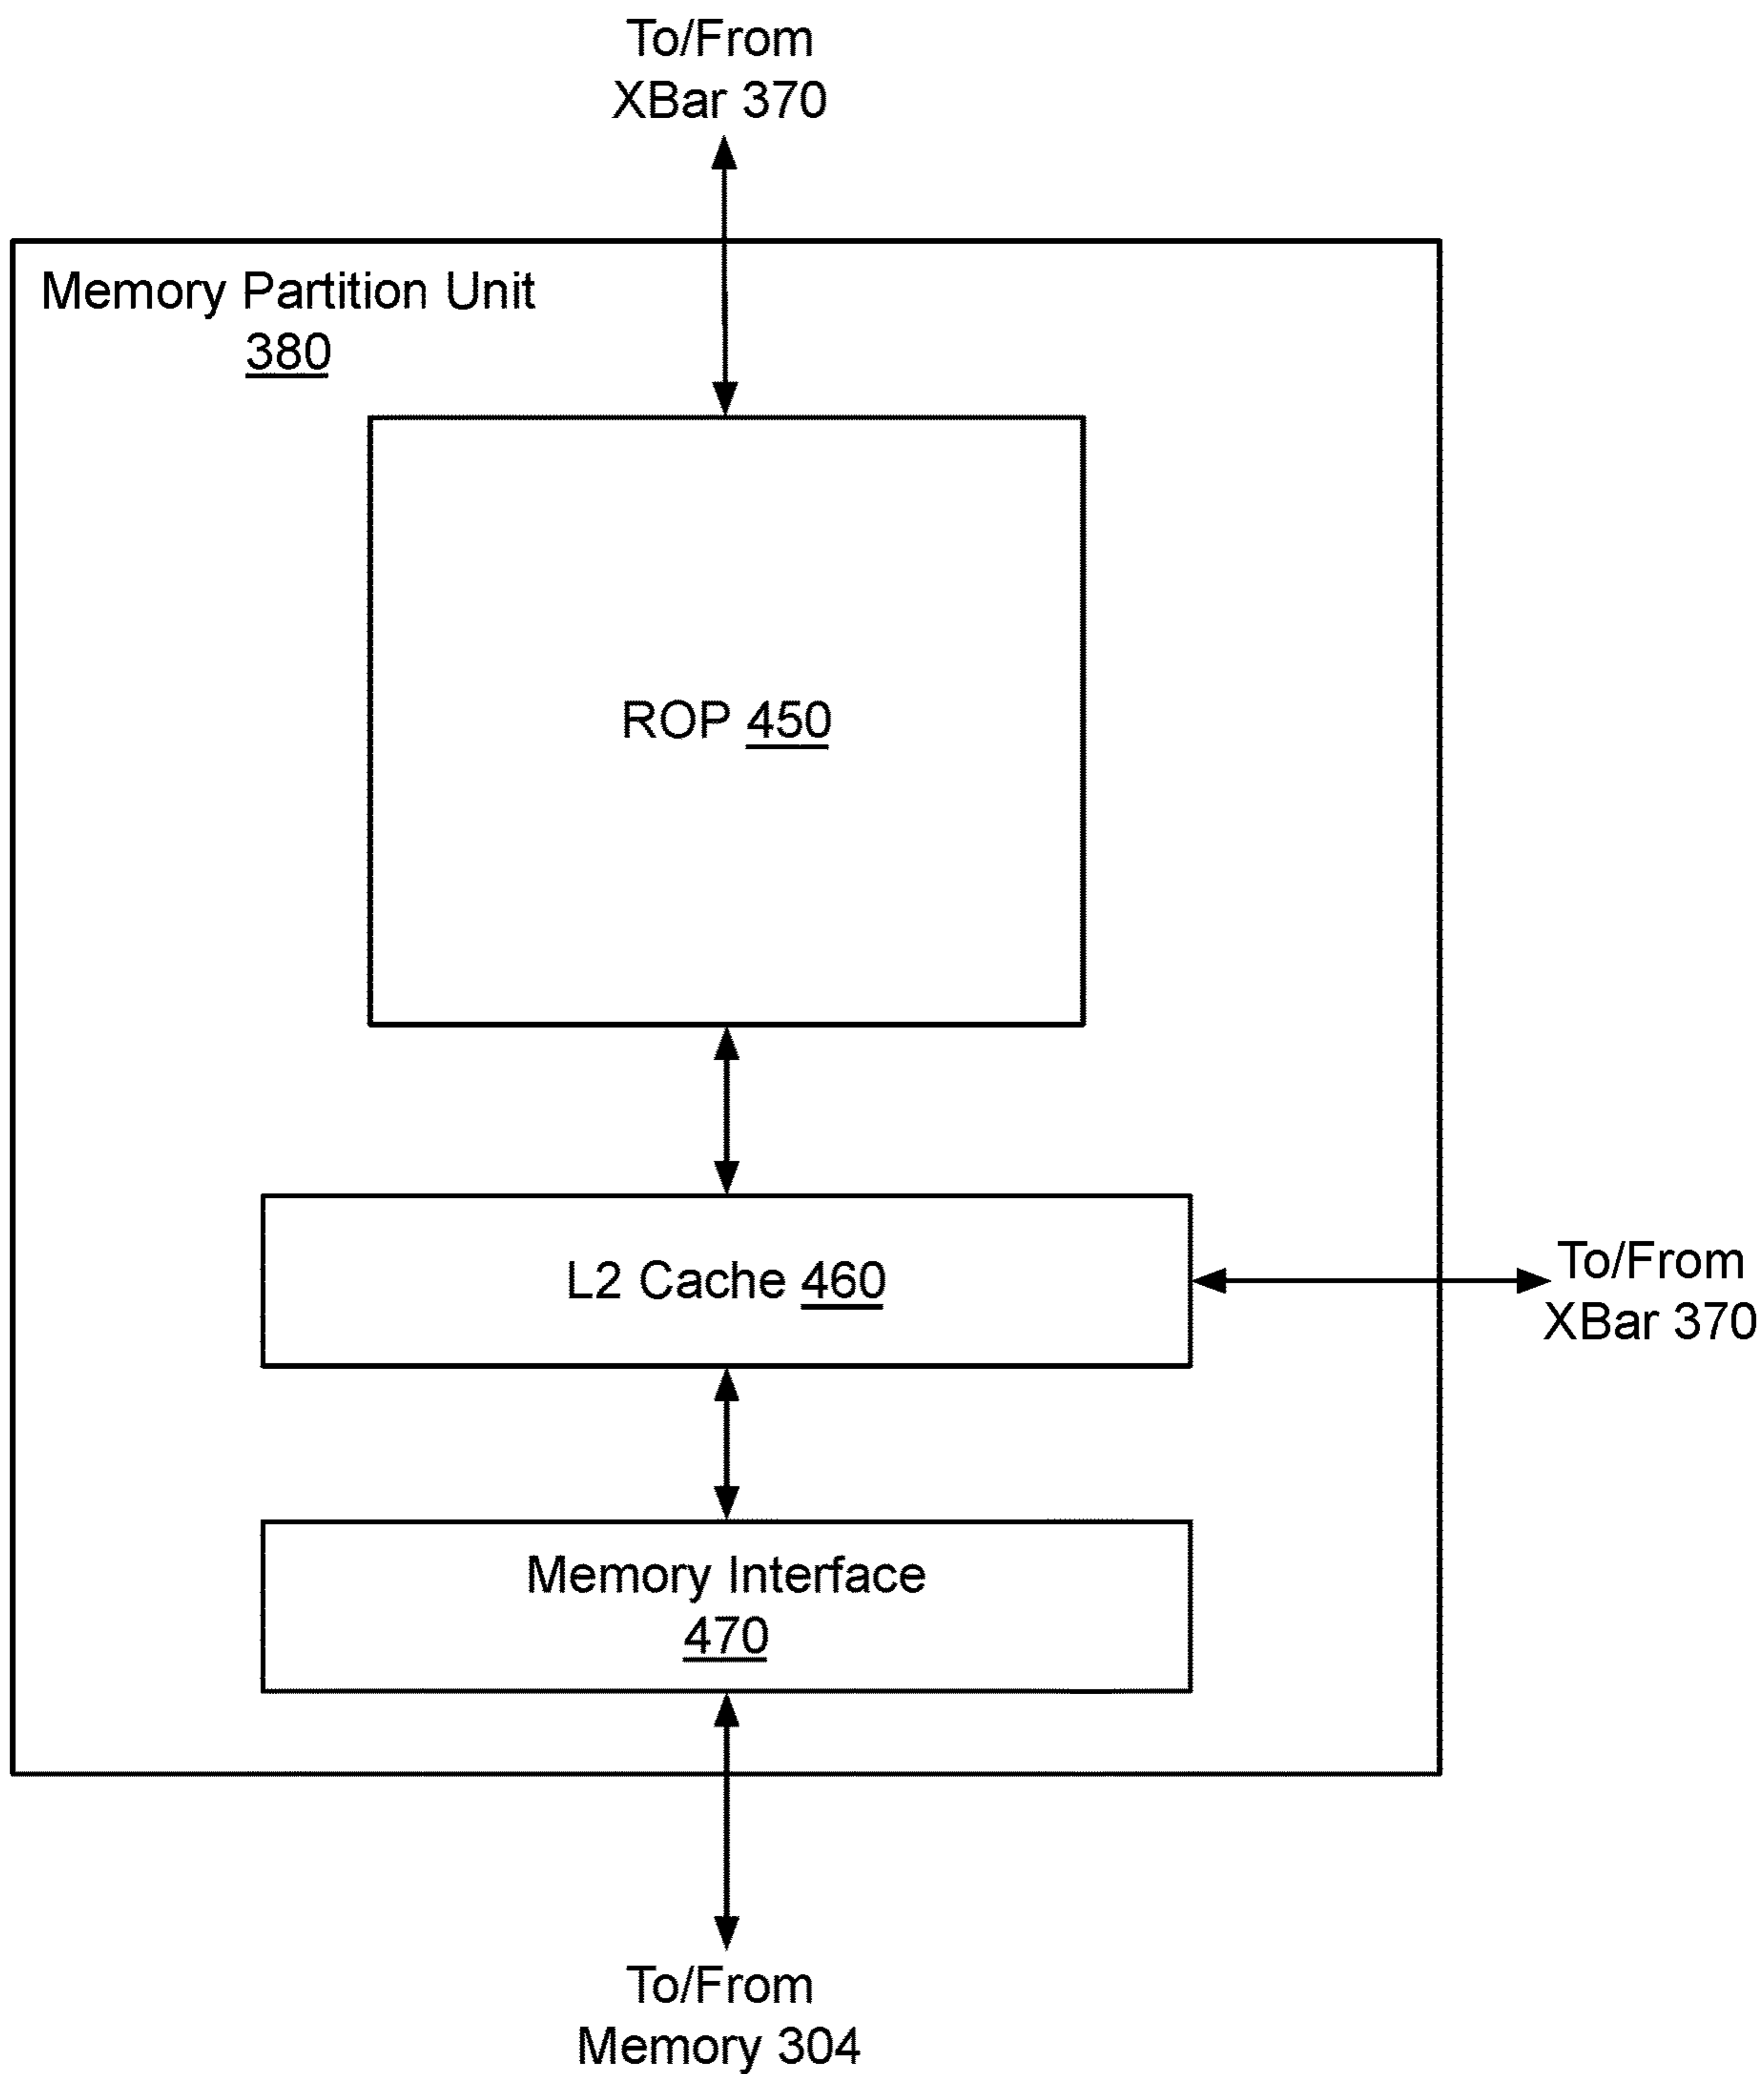 To/From
XBar 370
Memory Partition Unit
380
ROP 450
L2 Cache 460
To/From
XBar 370
Memory Interface
470
To/From
Memory 304